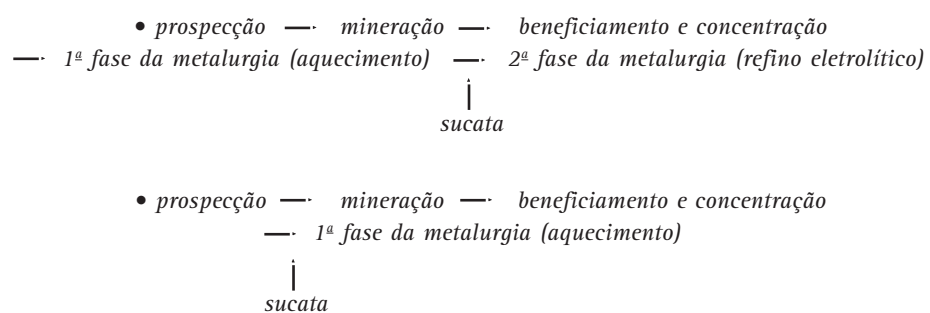 • prospecção → mineração → beneficiamento e concentração
→ 1ª fase da metalurgia (aquecimento) → 2ª fase da metalurgia (refino eletrolítico)
↑
sucata
• prospecção → mineração → beneficiamento e concentração
→ 1ª fase da metalurgia (aquecimento)
↑
sucata